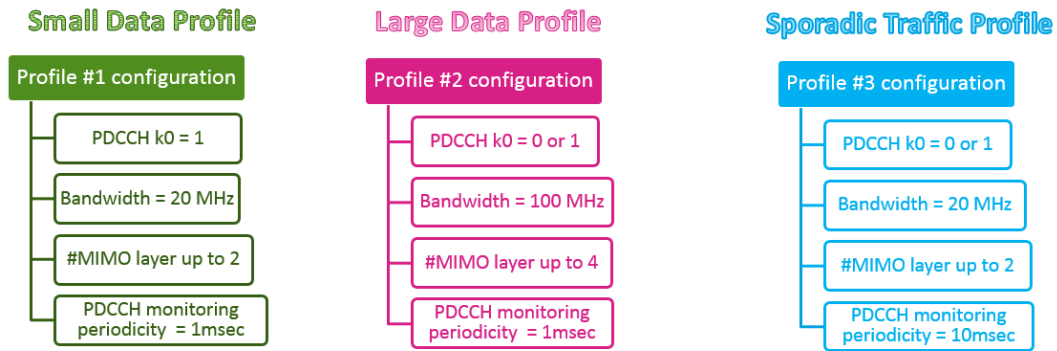 Small Data Profile
Profile #1 configuration
PDCCH k0 = 1
Bandwidth = 20 MHz
#MIMO layer up to 2
PDCCH monitoring
periodicity = 1msec
Large Data Profile
Profile #2 configuration
PDCCH k0 = 0 or 1
Bandwidth = 100 MHz
#MIMO layer up to 4
PDCCH monitoring
periodicity = 1msec
Sporadic Traffic Profile
Profile #3 configuration
PDCCH k0 = 0 or 1
Bandwidth = 20 MHz
#MIMO layer up to 2
PDCCH monitoring
periodicity = 10msec